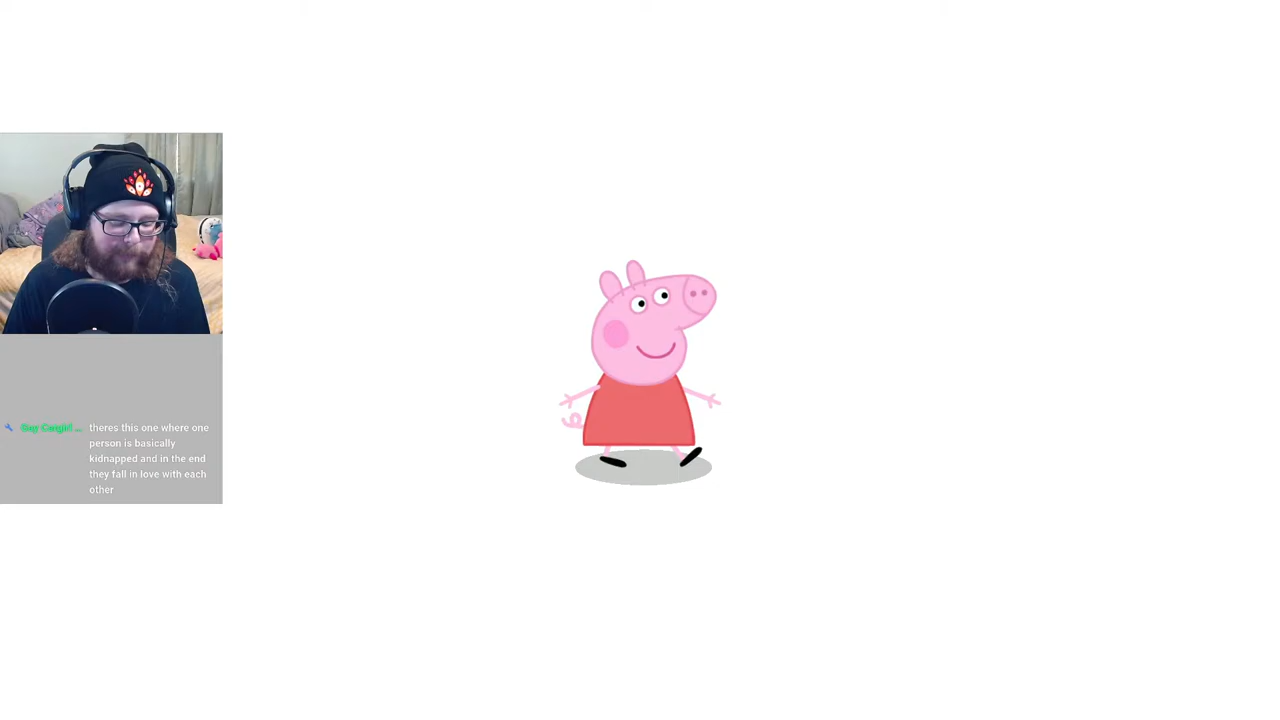 theres this one where one
person is basically
kidnapped and in the end
they fall in love with each
other